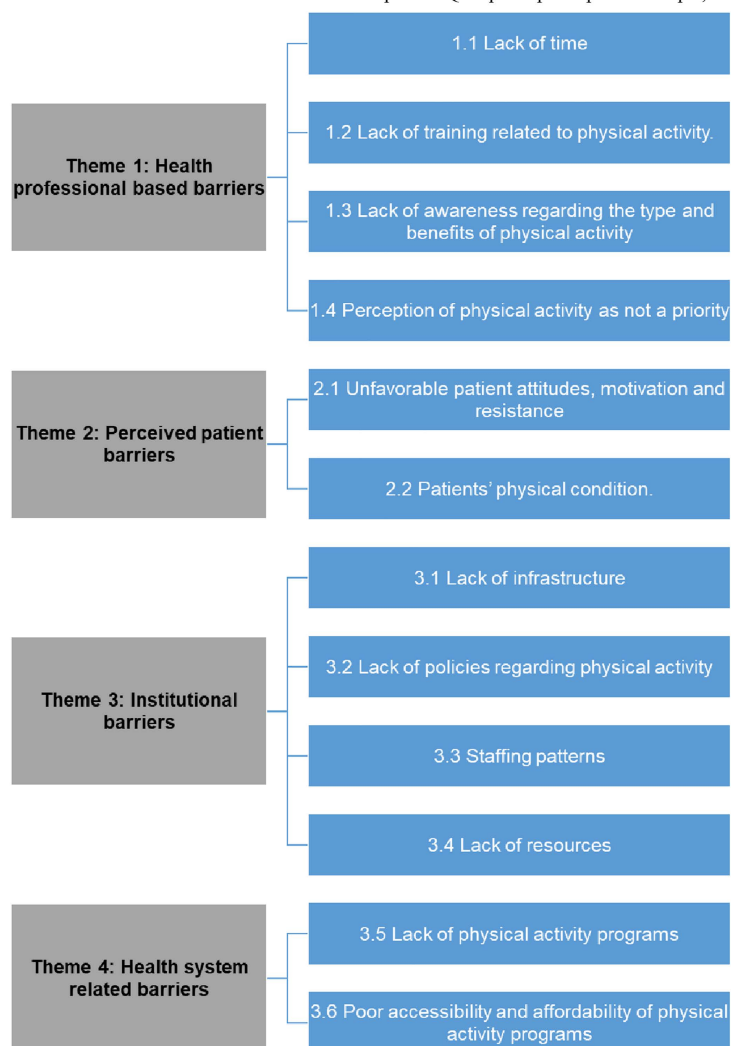 1.1 Lack of time
Theme 1: Health
professional based barriers
1.2 Lack of training related to physical activity.
1.3 Lack of awareness regarding the type and
benefits of physical activity
1.4 Perception of physical activity as not a priority
Theme 2: Perceived patient
barriers
2.1 Unfavorable patient attitudes, motivation and
resistance
2.2 Patients’ physical condition.
Theme 3: Institutional
barriers
3.1 Lack of infrastructure
3.2 Lack of policies regarding physical activity
3.3 Staffing patterns
3.4 Lack of resources
Theme 4: Health system
related barriers
3.5 Lack of physical activity programs
3.6 Poor accessibility and affordability of physical
activity programs